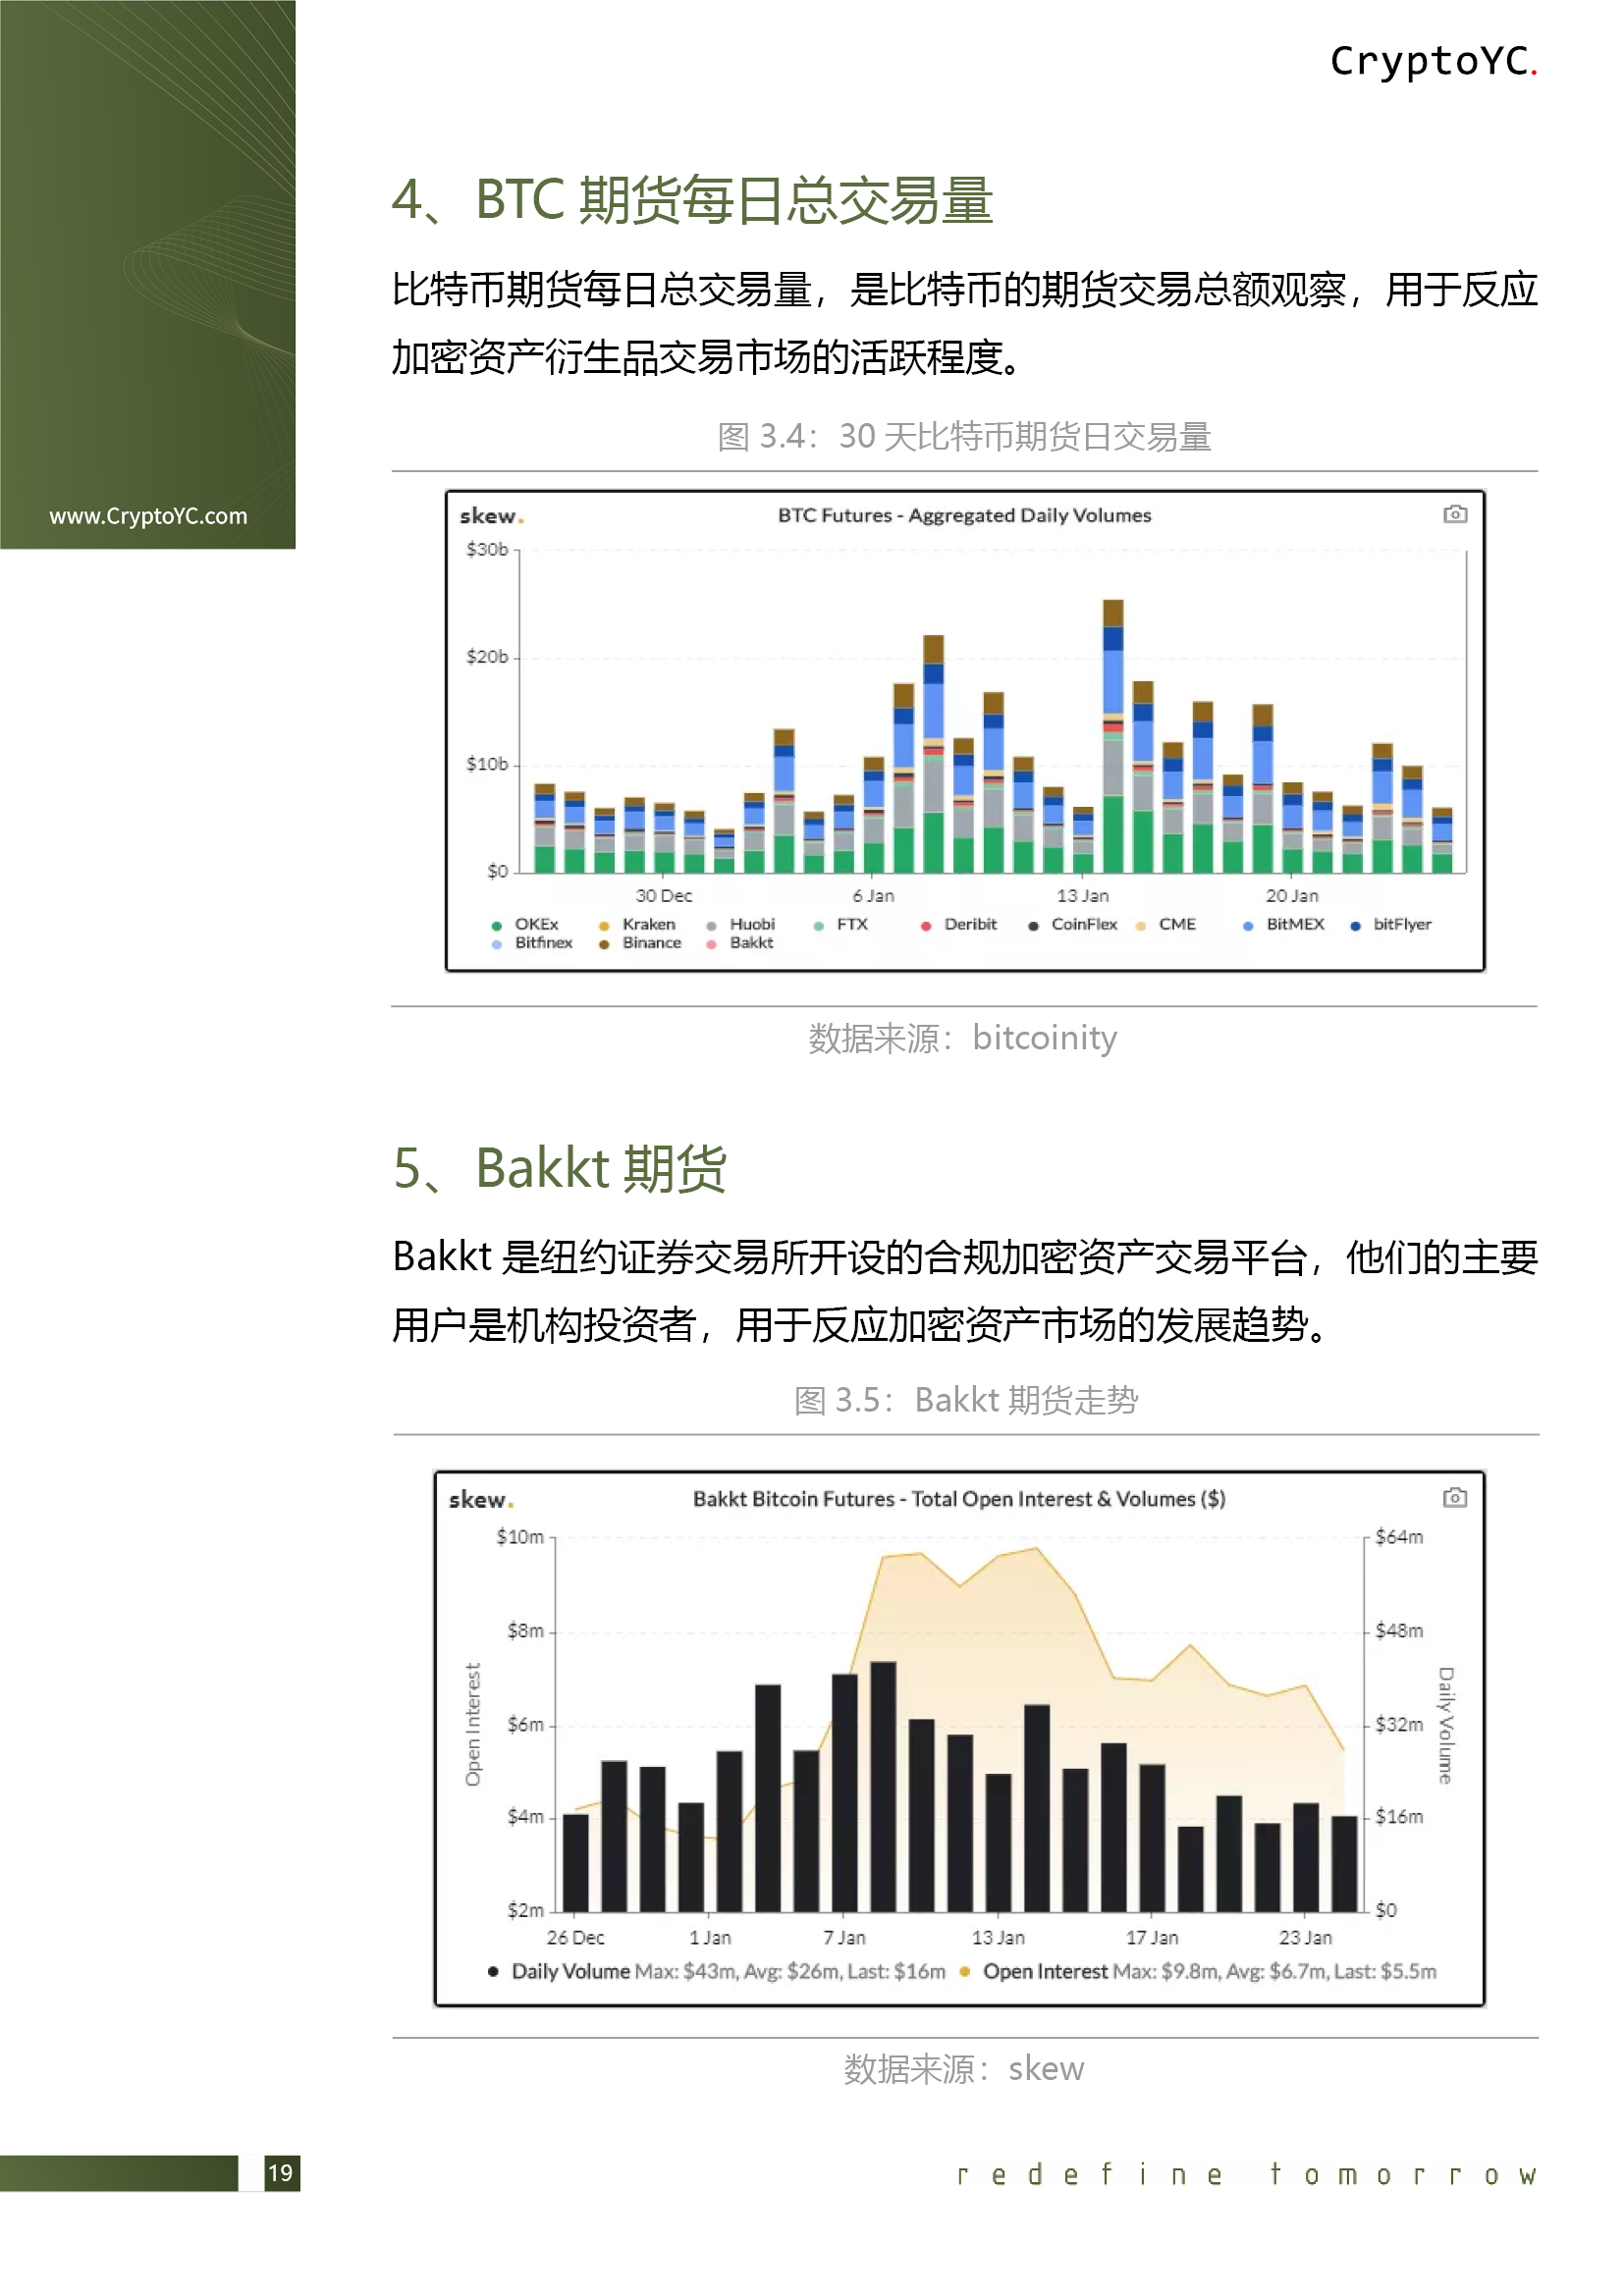 CryptoYC.
www.CryptoYC.com
4、BTC 期货每日总交易量
比特币期货每日总交易量，是比特币的期货交易总额观察，用于反应
加密资产衍生品交易市场的活跃程度。
图 3.4：30 天比特币期货日交易量
skew.
BTC Futures - Aggregated Daily Volumes
$30b
$20b
$10b
$0
30 Dec 6 Jan 13 Jan 20 Jan
OKEx Kraken Huobi FTX Deribit CoinFlex CME BitMEX bitFlyer
Bitfinex Binance Bakkt
数据来源：bitcoinity
5、Bakkt 期货
Bakkt 是纽约证券交易所开设的合规加密资产交易平台，他们的主要
用户是机构投资者，用于反应加密资产市场的发展趋势。
图 3.5：Bakkt 期货走势
skew.
Bakkt Bitcoin Futures - Total Open Interest & Volumes ($)
$10m $64m
$8m $48m
$6m $32m
$4m $16m
$2m $0
Open Interest
Daily Volume
26 Dec 1 Jan 7 Jan 13 Jan 17 Jan 23 Jan
Daily Volume Max: $43m, Avg: $26m, Last: $16m Open Interest Max: $9.8m, Avg: $6.7m, Last: $5.5m
数据来源：skew
19
redefine tomorrow